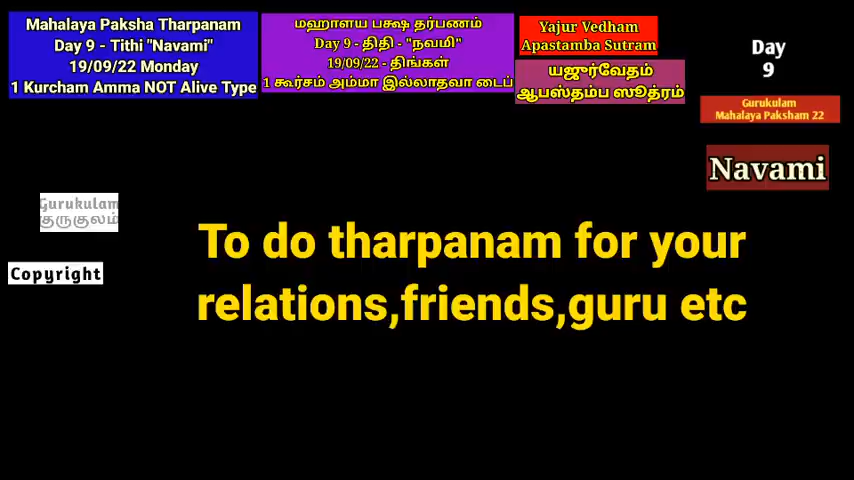 Mahalaya Paksha Tharpanam
Day 9 - Tithi "Navami"
19/09/22 Monday
1 Kurcham Amma NOT Alive Type
மஹாளய பக்ஷ தர்பணம்
Day 9 - திதி - "நவமி"
19/09/22 - திங்கள்
1 கூர்சம் அம்மா இல்லாதவா டைப்
Yajur Vedham
Apastamba Sutram
யஜுர்வேதம்
ஆபஸ்தம்ப ஸூத்ரம்
Day
9
Gurukulam
Mahalaya Paksham 22
Navami
Gurukulam
குருகுலம்
Copyright
To do tharpanam for your
relations,friends,guru etc